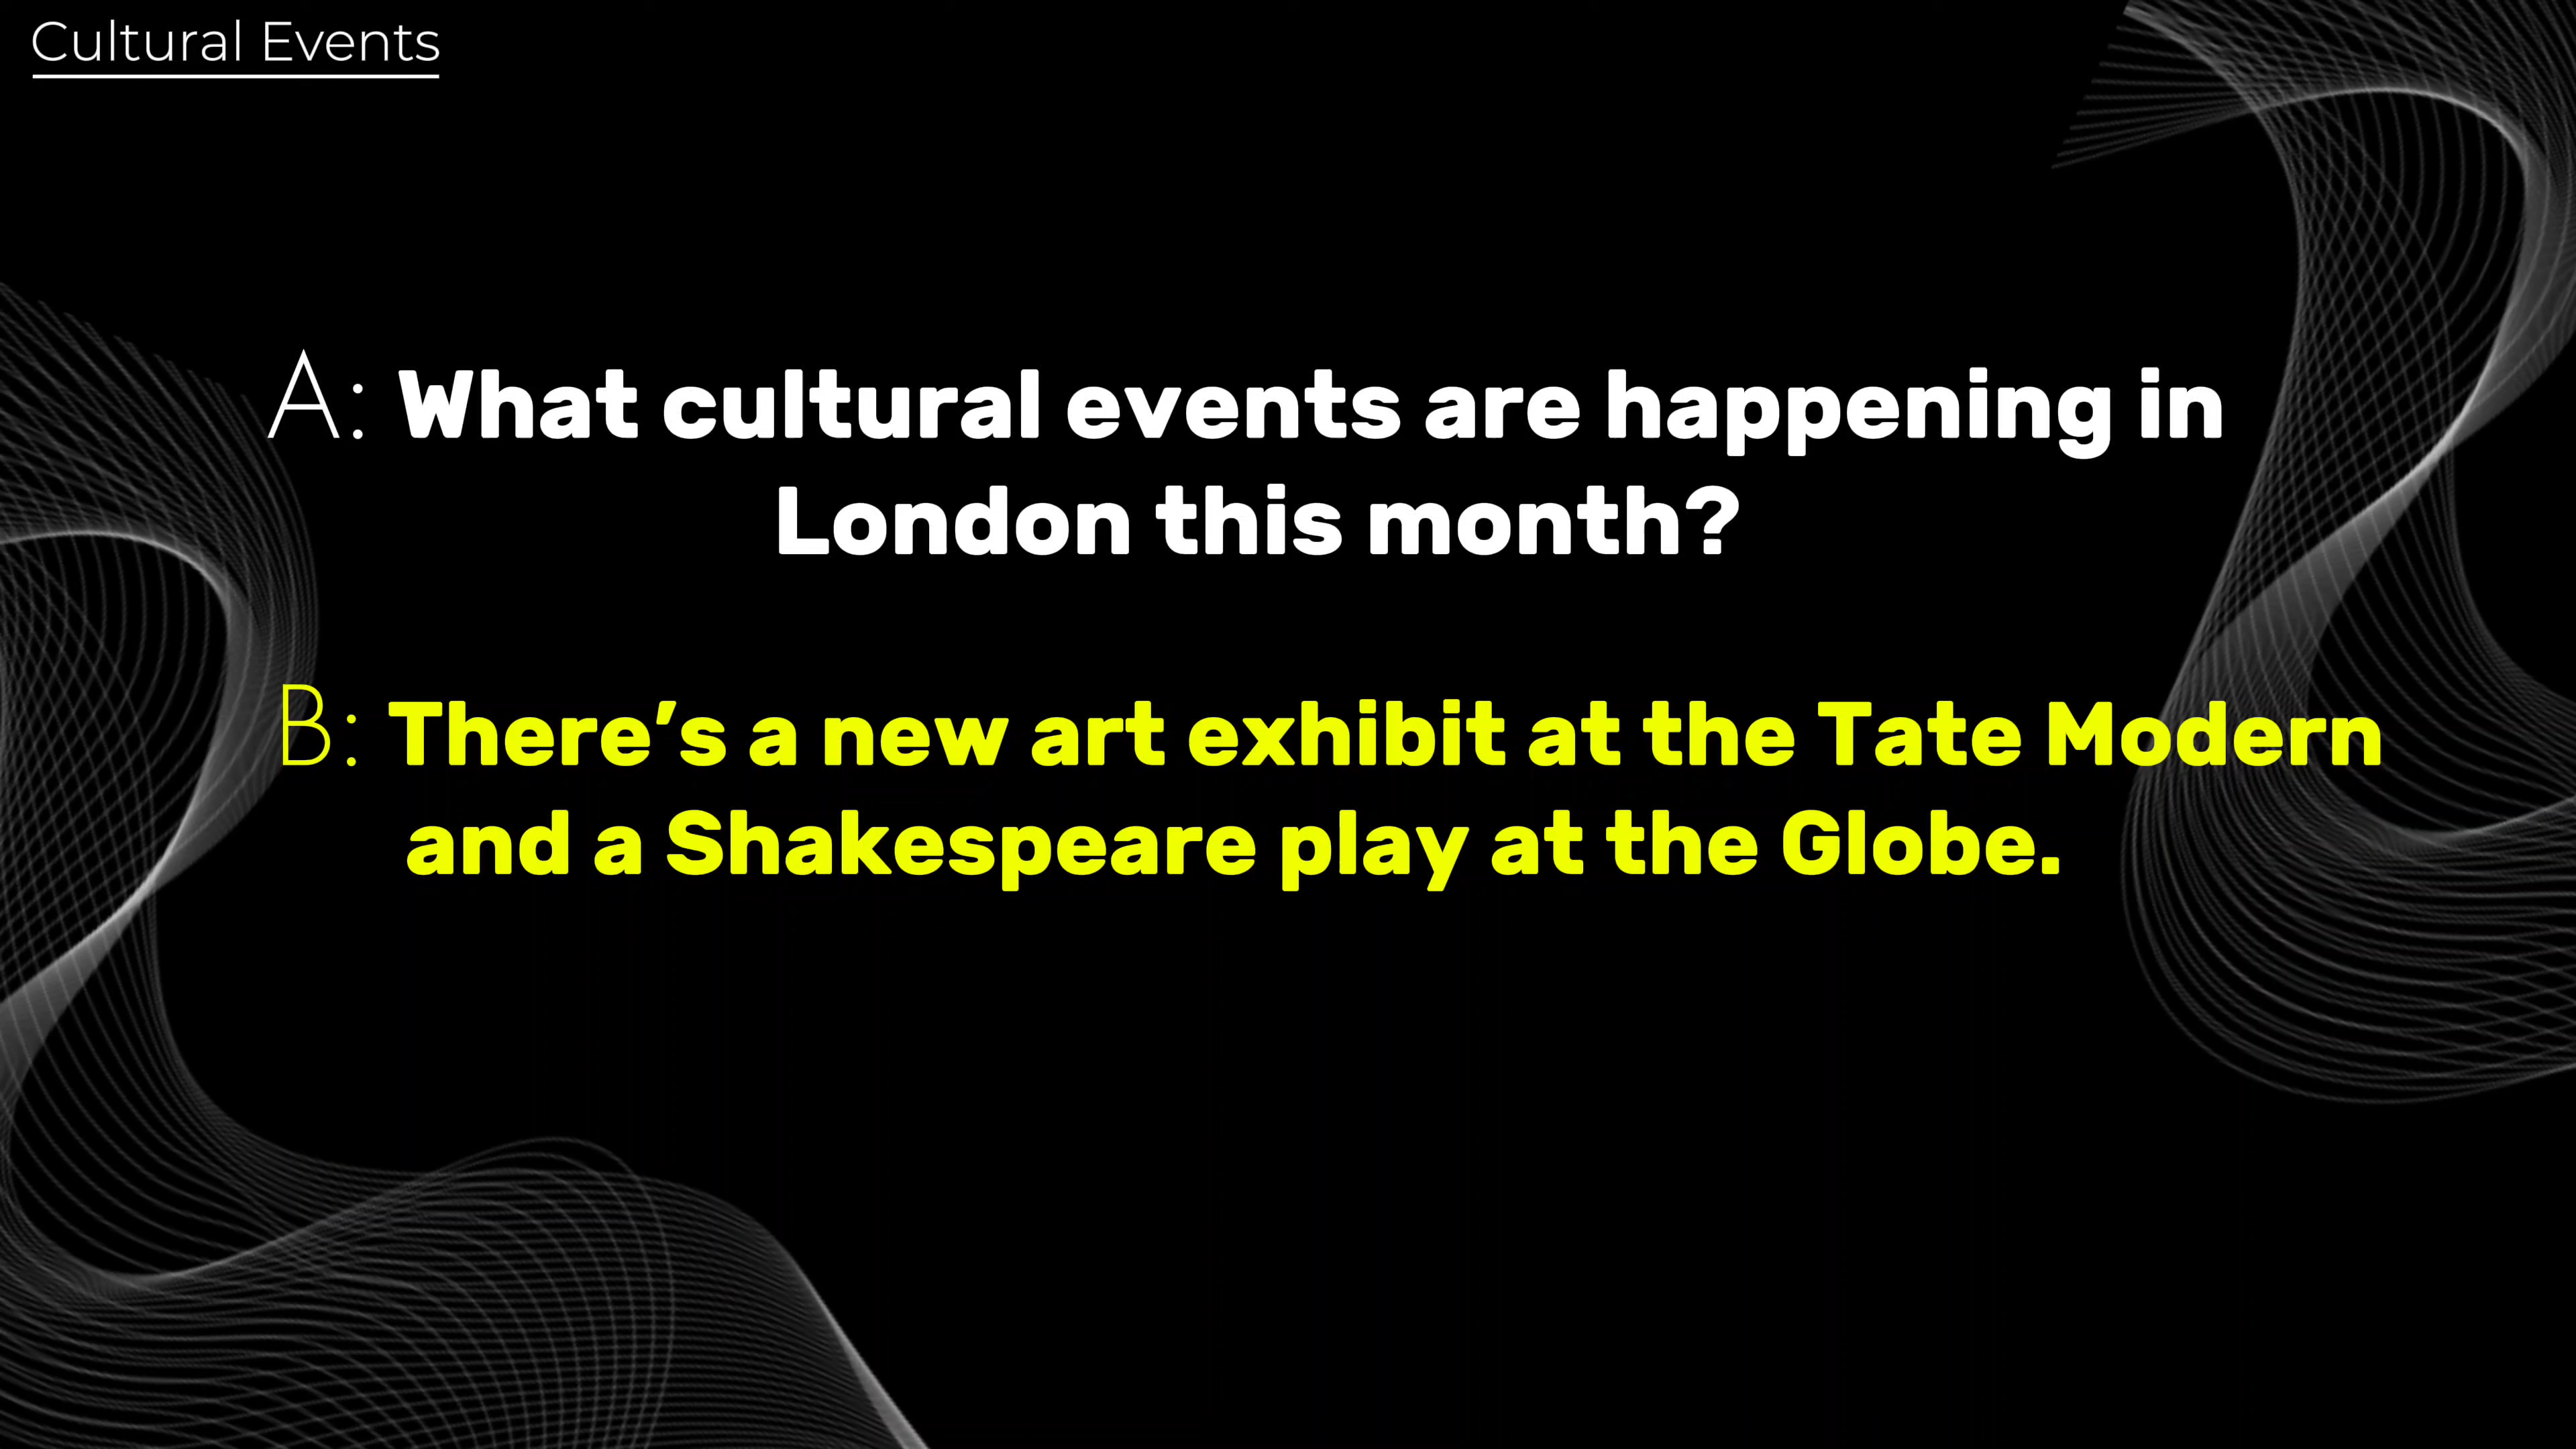 Cultural Events
A: What cultural events are happening in
London this month?
B: There’s a new art exhibit at the Tate Modern
and a Shakespeare play at the Globe.